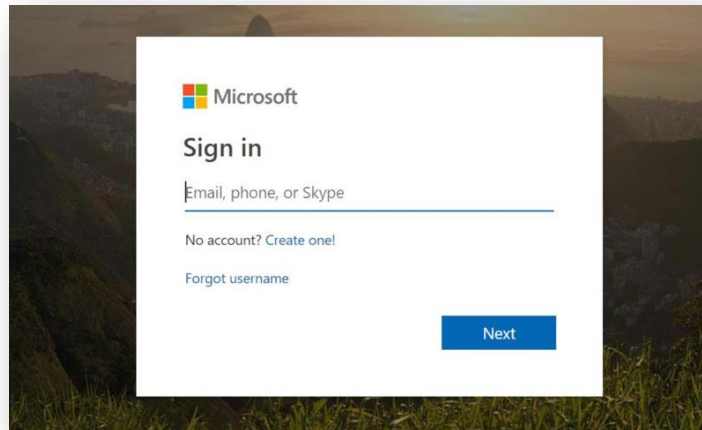 Microsoft
Sign in
Email, phone, or Skype
No account? Create one!
Forgot username
Next